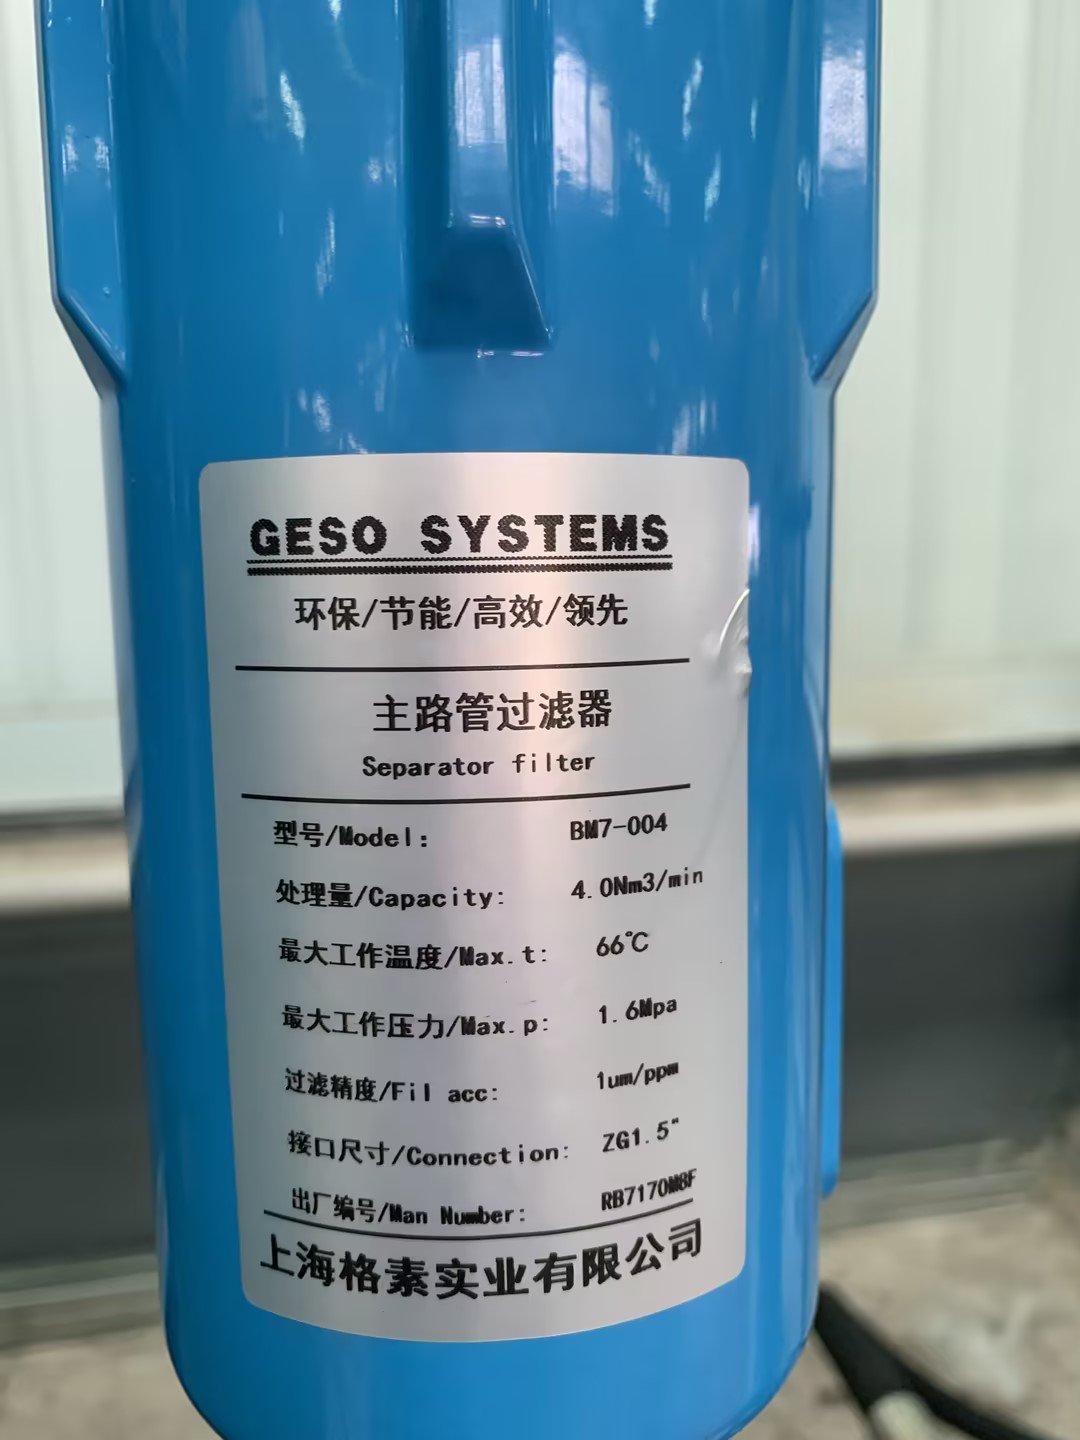 GESO SYSTEMS
环保/节能/高效/领先
主路管过滤器
Separator filter
型号/Model: BM7-004
处理量/Capacity: 4.0Nm3/min
最大工作温度/Max.t: 66℃
最大工作压力/Max.p: 1.6Mpa
过滤精度/Fil acc: 1um/ppm
接口尺寸/Connection: ZG1.5"
出厂编号/Man Number: RB7170M8F
上海格素实业有限公司